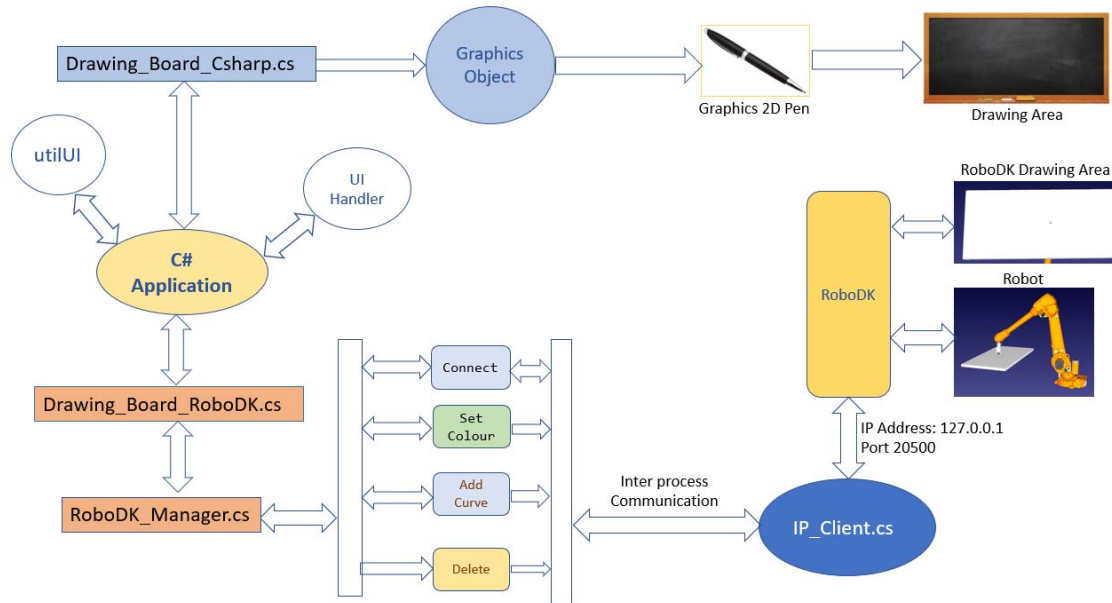 Drawing_Board_Csharp.cs
Graphics
Object
Graphics 2D Pen
Drawing Area
utilUI
UI
Handler
C#
Application
RoboDK Drawing Area
Robot
RoboDK
Drawing_Board_RoboDK.cs
RoboDK_Manager.cs
Connect
Set
Colour
Add
Curve
Delete
Inter process
Communication
IP Address: 127.0.0.1
Port 20500
IP_Client.cs